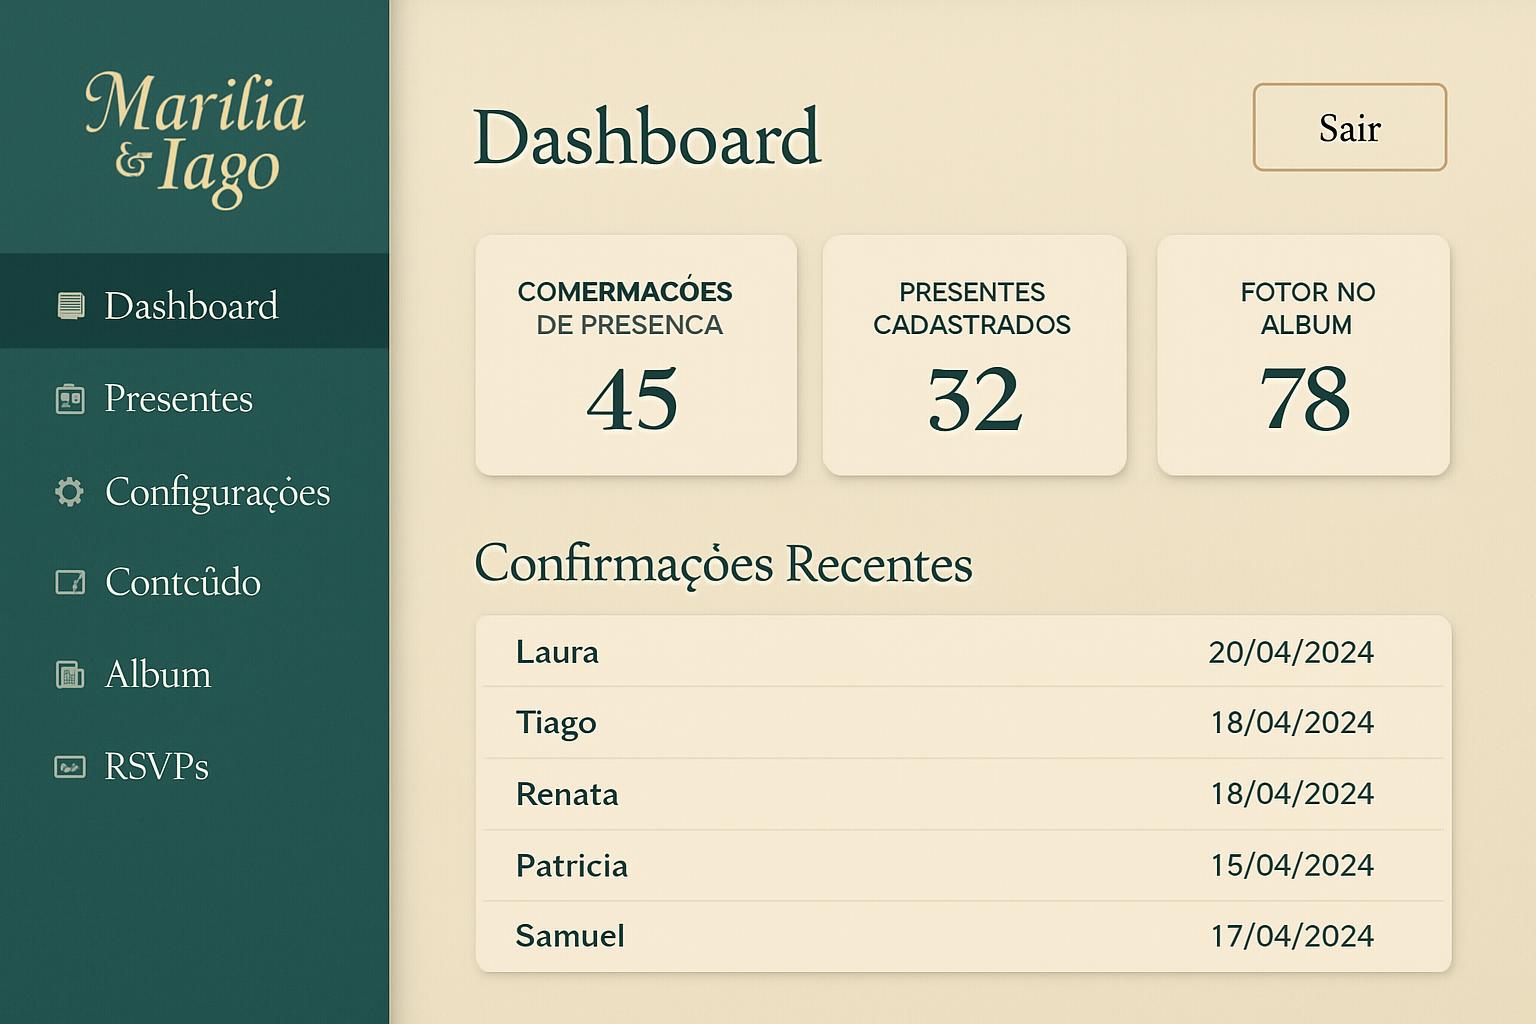 Marilia
& Iago
Dashboard
Presentes
Configuraçȯes
Contcûdo
Album
RSVPs
Dashboard
Sair
COMERMACÓES
DE PRESENCA
45
PRESENTES
CADASTRADOS
32
FOTOR NO
ALBUM
78
Confirmaçȯes Recentes
Laura 20/04/2024
Tiago 18/04/2024
Renata 18/04/2024
Patricia 15/04/2024
Samuel 17/04/2024